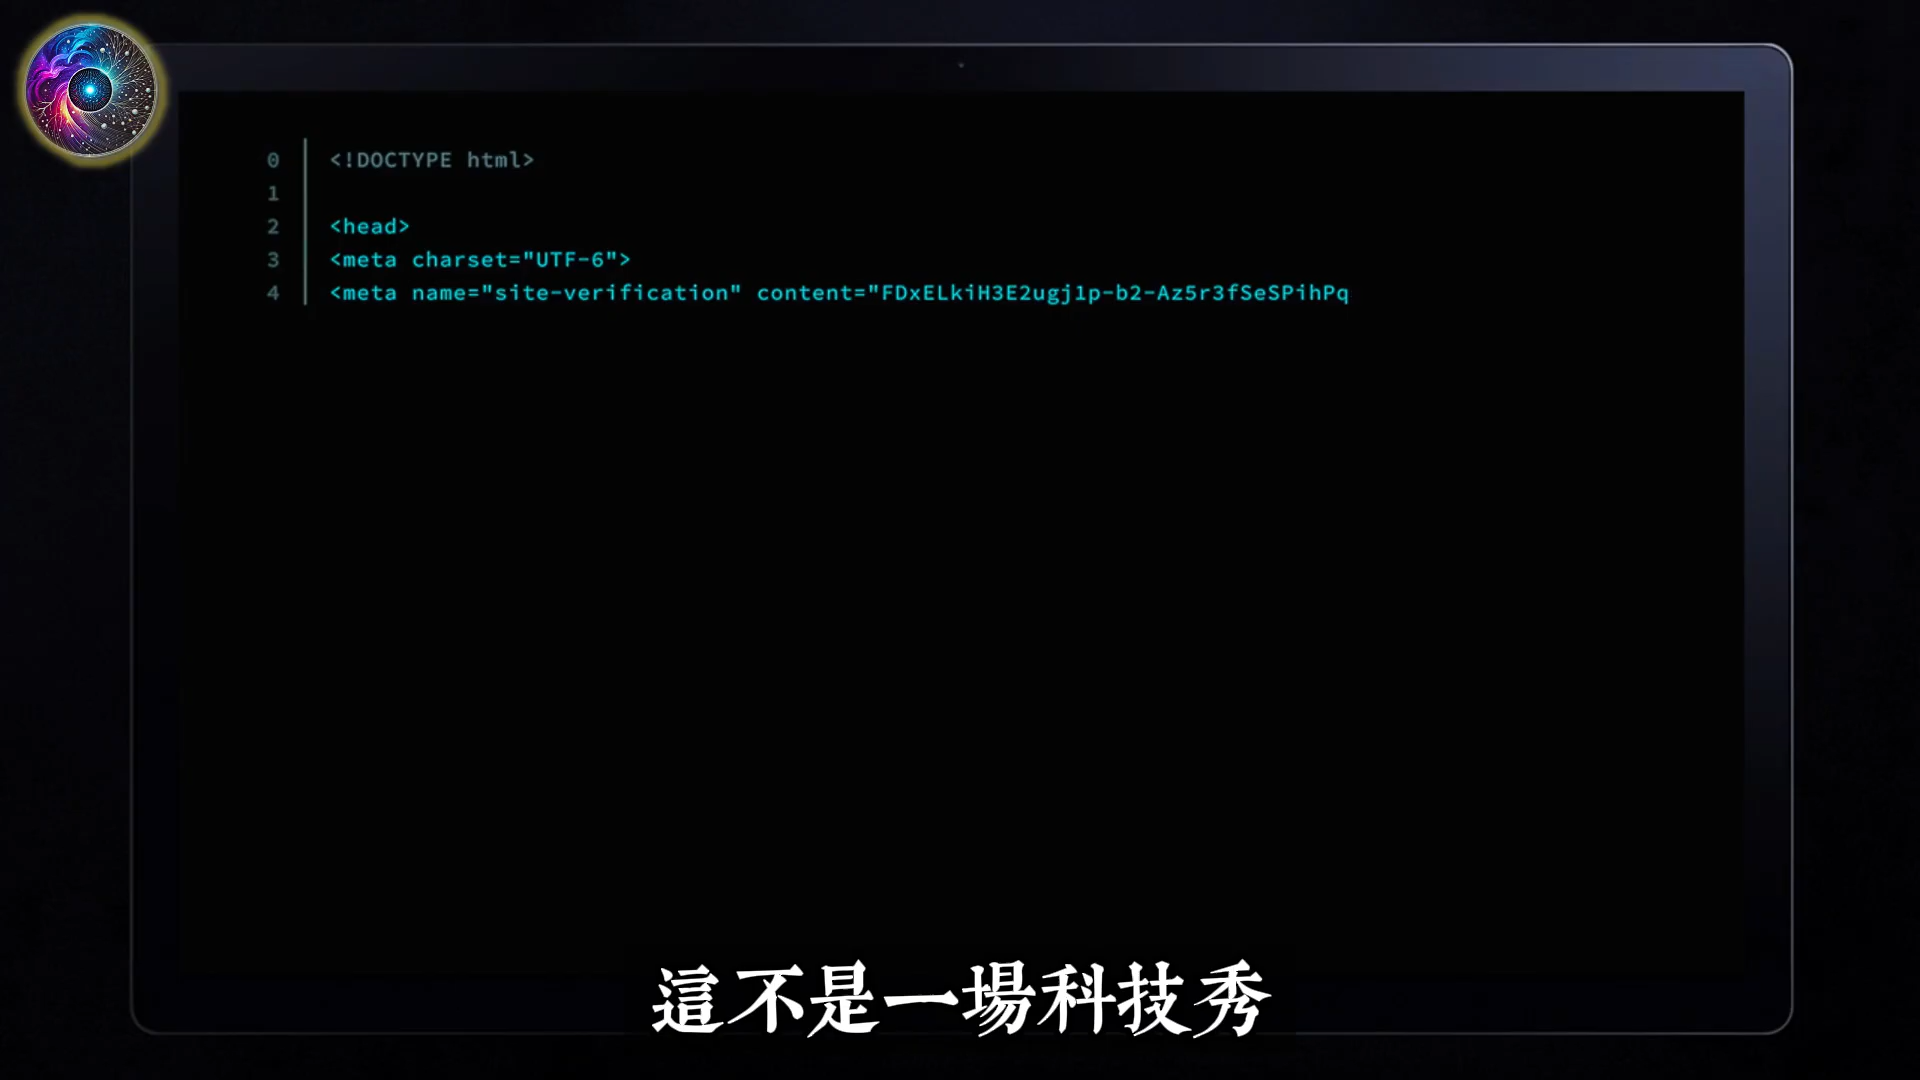 0 <!DOCTYPE html>
1
2 <head>
3 <meta charset="UTF-6">
4 <meta name="site-verification" content="FDxELkiH3E2ugjlp-b2-Az5r3fSeSPihPq
這不是一場科技秀